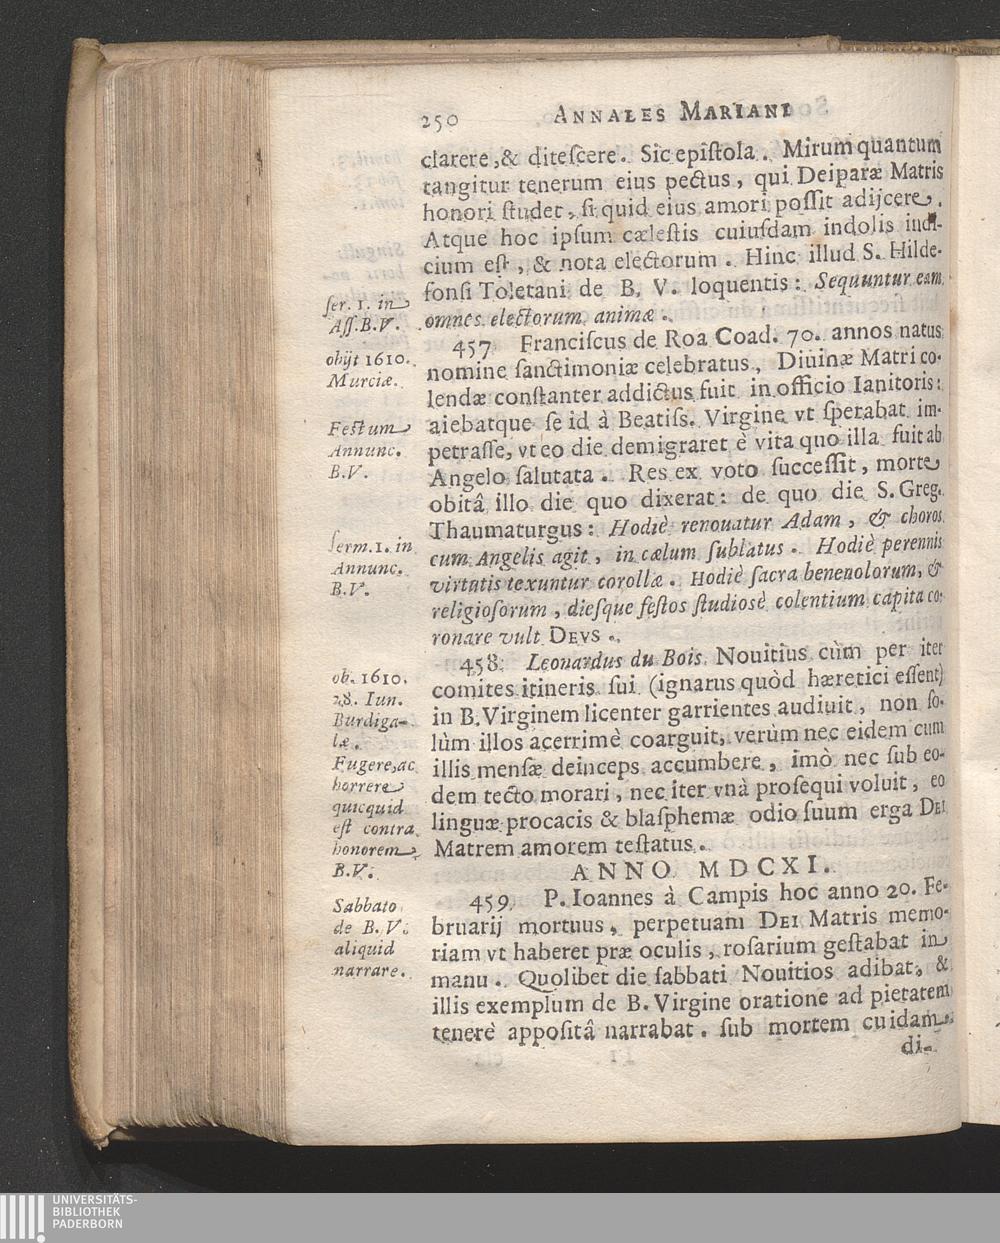 250 ANNALES MARIANI
clarere, & ditescere. Sic epistola. Mirum quantum
tangitur tenerum eius pectus, qui Deiparæ Matris
honori studet, si quid eius amori possit adijcere.
Atque hoc ipsum cælestis cuiusdam indolis indi-
cium est, & nota electorum. Hinc illud S. Hilde-
fonsi Toletani de B. V. loquentis: Sequuntur eam
omnes electorum animæ.
ser. 1. in
Ass. B. V.
457 Franciscus de Roa Coad. 70. annos natus
nomine sanctimoniæ celebratus, Diuinæ Matri co-
lendæ constanter addictus fuit in officio Ianitoris:
aiebatque se id à Beatiss. Virgine vt sperabat im-
petrasse, vt eo die demigraret è vita quo illa fuit ab
Angelo salutata. Res ex voto successit, morte
obitâ illo die quo dixerat: de quo die S. Greg.
Thaumaturgus: Hodiè renouatur Adam, & choros
cum Angelis agit, in cælum sublatus. Hodiè perennis
virtutis texuntur corollæ. Hodiè sacra beneuolorum, &
religiosorum, diesque festos studiosè colentium capita co-
ronare vult DEVS.
obijt 1610.
Murciæ.
Festum
Annunc.
B. V.
serm. 1. in
Annunc.
B. V.
458. Leonardus du Bois Nouitius cùm per iter
comites itineris sui (ignarus quòd hæretici essent)
in B. Virginem licenter garrientes audiuit, non so-
lùm illos acerrimè coarguit, verùm nec eidem cum
illis mensæ deinceps accumbere, imò nec sub eo-
dem tecto morari, nec iter vnà prosequi voluit, eo
linguæ procacis & blasphemæ odio suum erga DEI
Matrem amorem testatus.
ob. 1610.
28. Iun.
Burdiga-
læ.
Fugere, ac
horrere
quicquid
est contra
honorem
B. V.
ANNO MDCXI.
459. P. Ioannes à Campis hoc anno 20. Fe-
bruarij mortuus, perpetuam DEI Matris memo-
riam vt haberet præ oculis, rosarium gestabat in
manu. Quolibet die sabbati Nouitios adibat, &
illis exemplum de B. Virgine oratione ad pietatem
tenerè appositâ narrabat. sub mortem cuidam
di-
Sabbato
de B. V.
aliquid
narrare.
UNIVERSITÄTS-
BIBLIOTHEK
PADERBORN